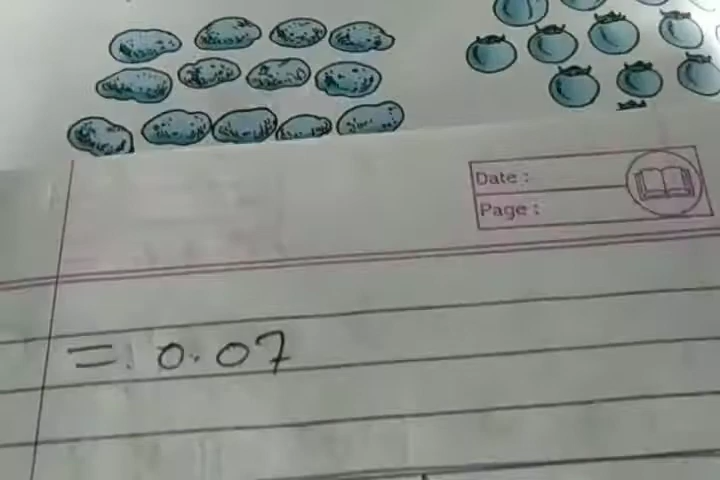 Date :
Page :
= 0.07